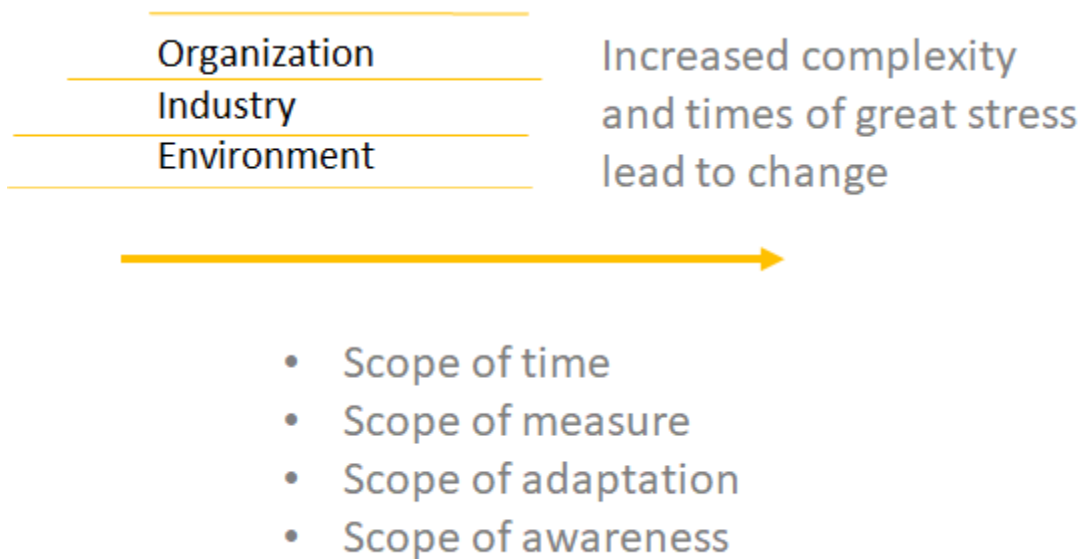 Organization
Industry
Environment
Increased complexity
and times of great stress
lead to change
• Scope of time
• Scope of measure
• Scope of adaptation
• Scope of awareness